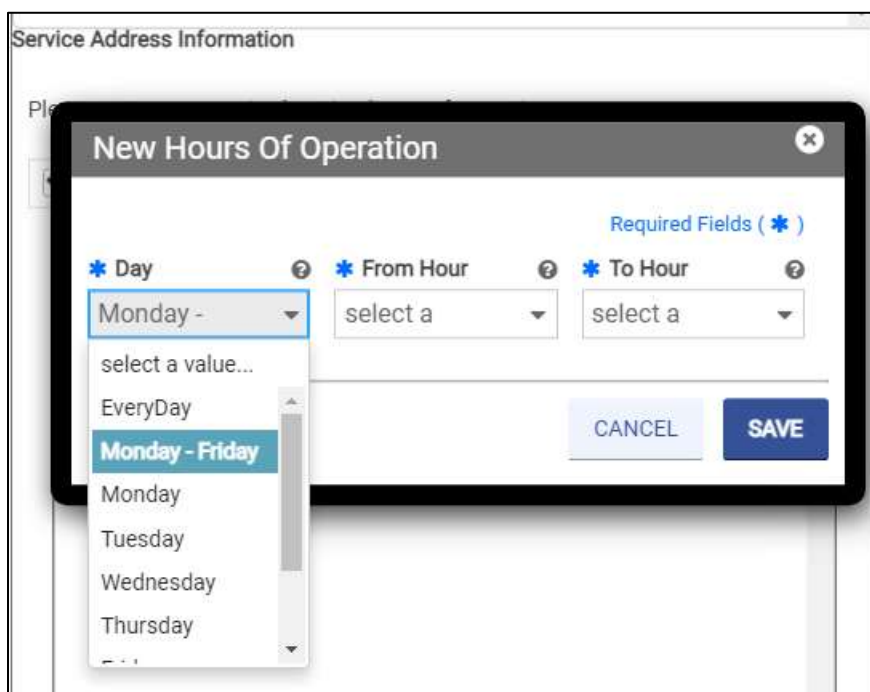 Service Address Information
New Hours Of Operation
Required Fields ( ✱ )
✱ Day ✱ From Hour ✱ To Hour
Monday - select a select a
select a value...
EveryDay
Monday - Friday
CANCEL SAVE
Monday
Tuesday
Wednesday
Thursday